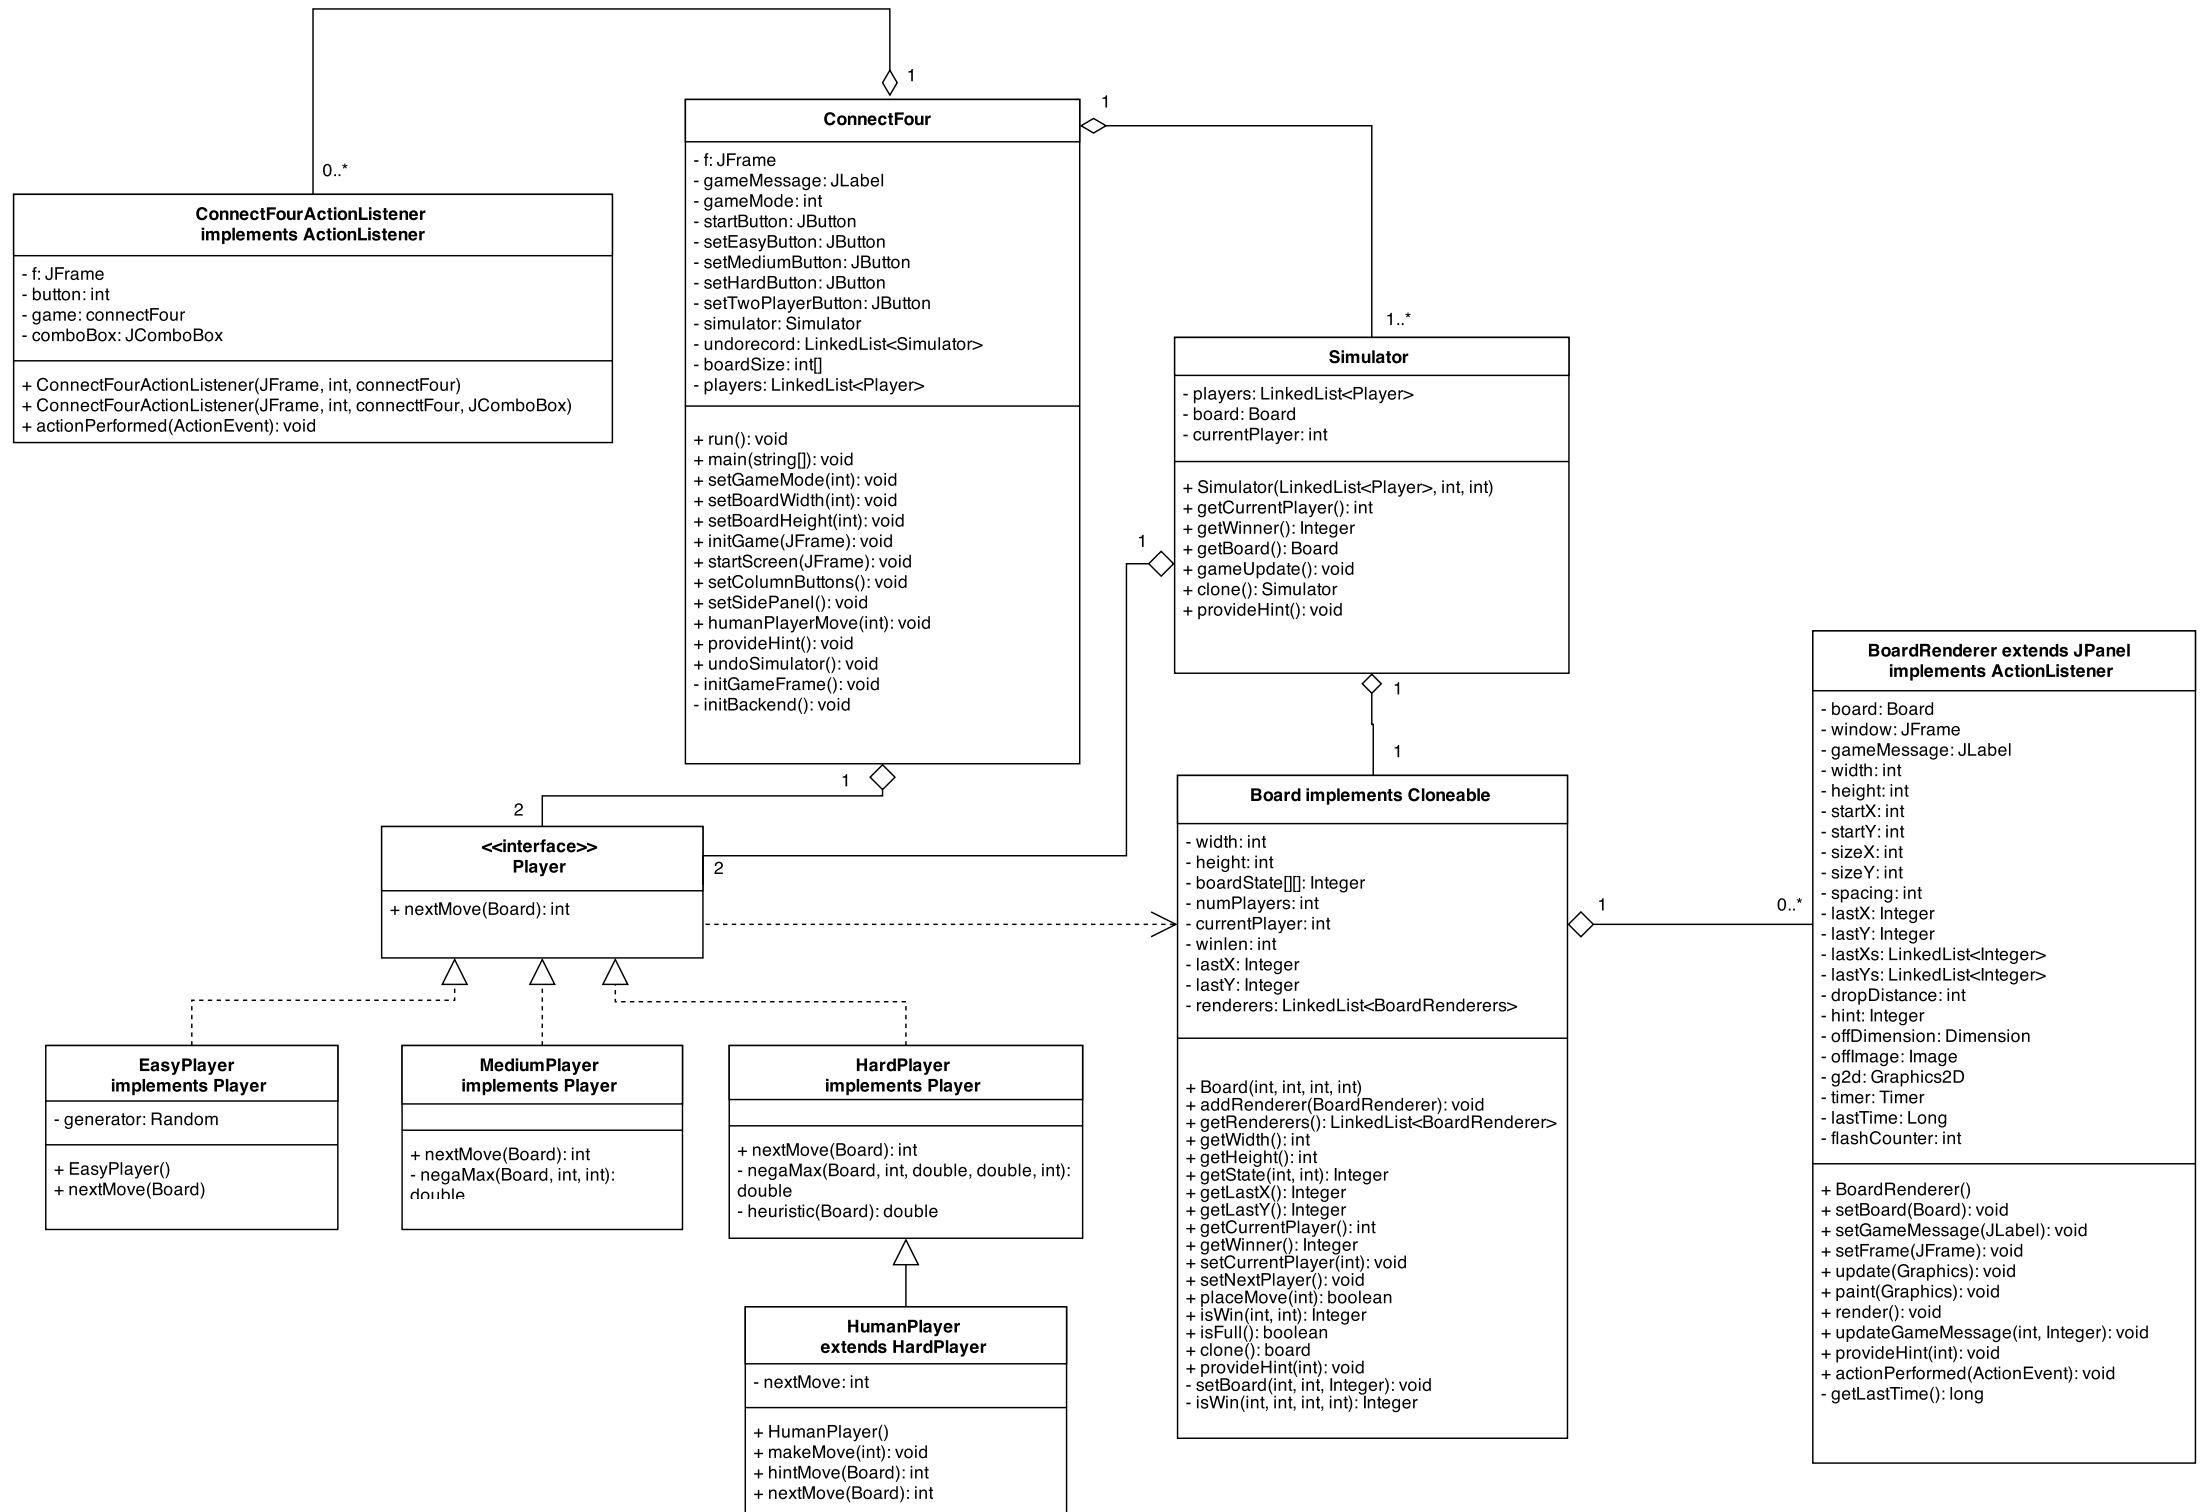 1
1
0..*
ConnectFour
- f: JFrame
- gameMessage: JLabel
- gameMode: int
- startButton: JButton
- setEasyButton: JButton
- setMediumButton: JButton
- setHardButton: JButton
- setTwoPlayerButton: JButton
- simulator: Simulator
- undorecord: LinkedList<Simulator>
- boardSize: int[]
- players: LinkedList<Player>
+ run(): void
+ main(string[]): void
+ setGameMode(int): void
+ setBoardWidth(int): void
+ setBoardHeight(int): void
+ initGame(JFrame): void
+ startScreen(JFrame): void
+ setColumnButtons(): void
+ setSidePanel(): void
+ humanPlayerMove(int): void
+ provideHint(): void
+ undoSimulator(): void
- initGameFrame(): void
- initBackend(): void
ConnectFourActionListener
implements ActionListener
- f: JFrame
- button: int
- game: connectFour
- comboBox: JComboBox
+ ConnectFourActionListener(JFrame, int, connectFour)
+ ConnectFourActionListener(JFrame, int, connecttFour, JComboBox)
+ actionPerformed(ActionEvent): void
1..*
Simulator
- players: LinkedList<Player>
- board: Board
- currentPlayer: int
+ Simulator(LinkedList<Player>, int, int)
+ getCurrentPlayer(): int
+ getWinner(): Integer
+ getBoard(): Board
+ gameUpdate(): void
+ clone(): Simulator
+ provideHint(): void
1
1
1
1
2
2
<<interface>>
Player
+ nextMove(Board): int
Board implements Cloneable
- width: int
- height: int
- boardState[][]: Integer
- numPlayers: int
- currentPlayer: int
- winlen: int
- lastX: Integer
- lastY: Integer
- renderers: LinkedList<BoardRenderers>
+ Board(int, int, int, int)
+ addRenderer(BoardRenderer): void
+ getRenderers(): LinkedList<BoardRenderer>
+ getWidth(): int
+ getHeight(): int
+ getState(int, int): Integer
+ getLastX(): Integer
+ getLastY(): Integer
+ getCurrentPlayer(): int
+ getWinner(): Integer
+ setCurrentPlayer(int): void
+ setNextPlayer(): void
+ placeMove(int): boolean
+ isWin(int, int): Integer
+ isFull(): boolean
+ clone(): board
+ provideHint(int): void
- setBoard(int, int, Integer): void
- isWin(int, int, int, int): Integer
1
0..*
BoardRenderer extends JPanel
implements ActionListener
- board: Board
- window: JFrame
- gameMessage: JLabel
- width: int
- height: int
- startX: int
- startY: int
- sizeX: int
- sizeY: int
- spacing: int
- lastX: Integer
- lastY: Integer
- lastXs: LinkedList<Integer>
- lastYs: LinkedList<Integer>
- dropDistance: int
- hint: Integer
- offDimension: Dimension
- offImage: Image
- g2d: Graphics2D
- timer: Timer
- lastTime: Long
- flashCounter: int
+ BoardRenderer()
+ setBoard(Board): void
+ setGameMessage(JLabel): void
+ setFrame(JFrame): void
+ update(Graphics): void
+ paint(Graphics): void
+ render(): void
+ updateGameMessage(int, Integer): void
+ provideHint(int): void
+ actionPerformed(ActionEvent): void
- getLastTime(): long
EasyPlayer
implements Player
- generator: Random
+ EasyPlayer()
+ nextMove(Board)
MediumPlayer
implements Player
+ nextMove(Board): int
- negaMax(Board, int, int):
double
HardPlayer
implements Player
+ nextMove(Board): int
- negaMax(Board, int, double, double, int):
double
- heuristic(Board): double
HumanPlayer
extends HardPlayer
- nextMove: int
+ HumanPlayer()
+ makeMove(int): void
+ hintMove(Board): int
+ nextMove(Board): int